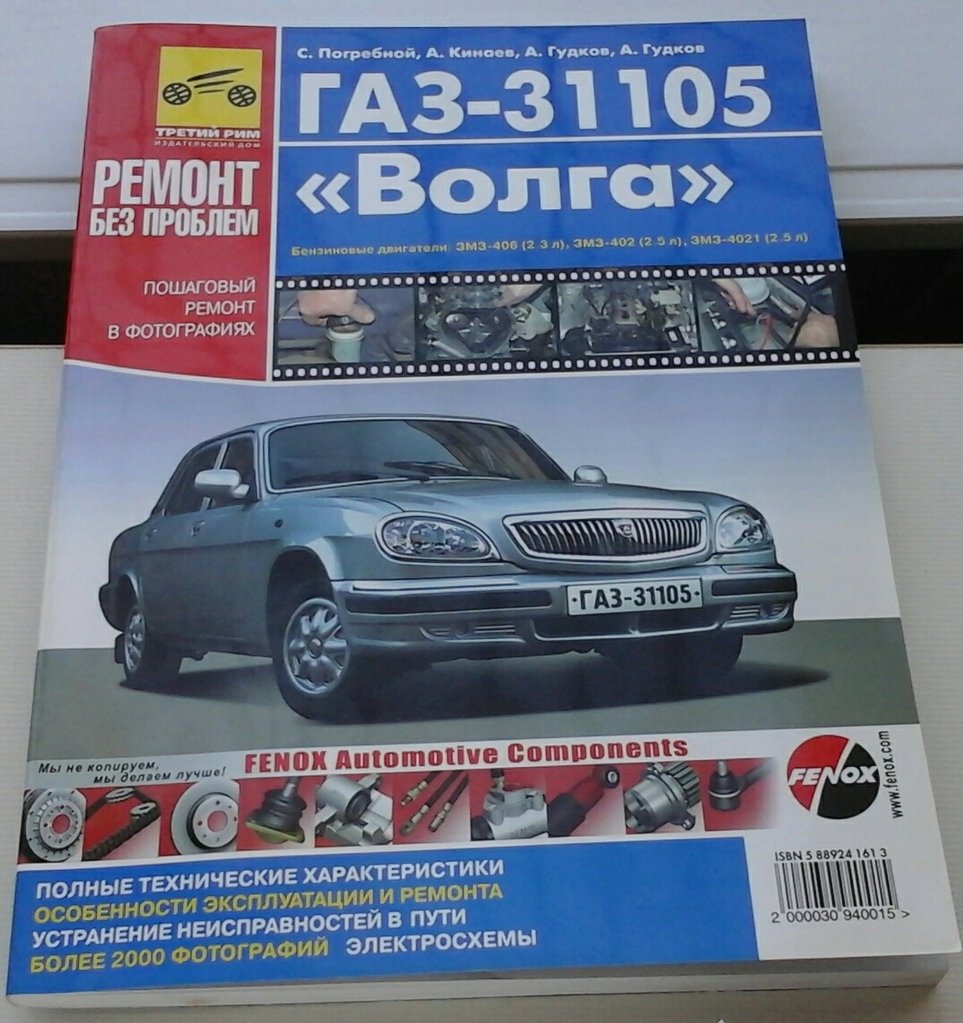 С. Погребной, А. Кинаев, А. Гудков, А. Гудков
ГАЗ-31105
«Волга»
Бензиновые двигатели: ЗМЗ-406 (2.3 л), ЗМЗ-402 (2.5 л), ЗМЗ-4021 (2.5 л)
ТРЕТИЙ РИМ
ИЗДАТЕЛЬСКИЙ ДОМ
РЕМОНТ
БЕЗ ПРОБЛЕМ
ПОШАГОВЫЙ
РЕМОНТ
В ФОТОГРАФИЯХ
·ГАЗ-31105·
Мы не копируем,
мы делаем лучше!
FENOX Automotive Components
FENOX
www.fenox.com
ПОЛНЫЕ ТЕХНИЧЕСКИЕ ХАРАКТЕРИСТИКИ
ОСОБЕННОСТИ ЭКСПЛУАТАЦИИ И РЕМОНТА
УСТРАНЕНИЕ НЕИСПРАВНОСТЕЙ В ПУТИ
БОЛЕЕ 2000 ФОТОГРАФИЙ ЭЛЕКТРОСХЕМЫ
ISBN 5 88924 161 3
2 000030 940015 >